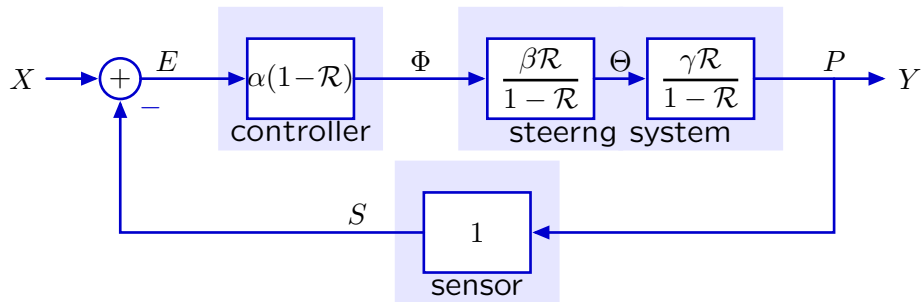 X + − E α(1−R) Φ βR/(1 − R) Θ γR/(1 − R) P Y
controller steerng system
S 1
sensor